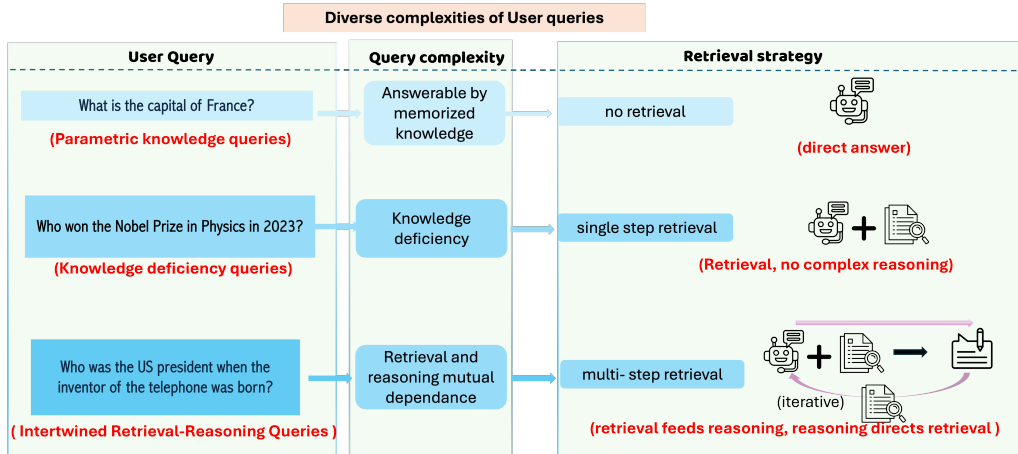 Diverse complexities of User queries
User Query
Query complexity
Retrieval strategy
What is the capital of France?
(Parametric knowledge queries)
Answerable by
memorized
knowledge
no retrieval
(direct answer)
Who won the Nobel Prize in Physics in 2023?
(Knowledge deficiency queries)
Knowledge
deficiency
single step retrieval
(Retrieval, no complex reasoning)
Who was the US president when the
inventor of the telephone was born?
( Intertwined Retrieval-Reasoning Queries )
Retrieval and
reasoning mutual
dependance
multi- step retrieval
(iterative)
(retrieval feeds reasoning, reasoning directs retrieval )